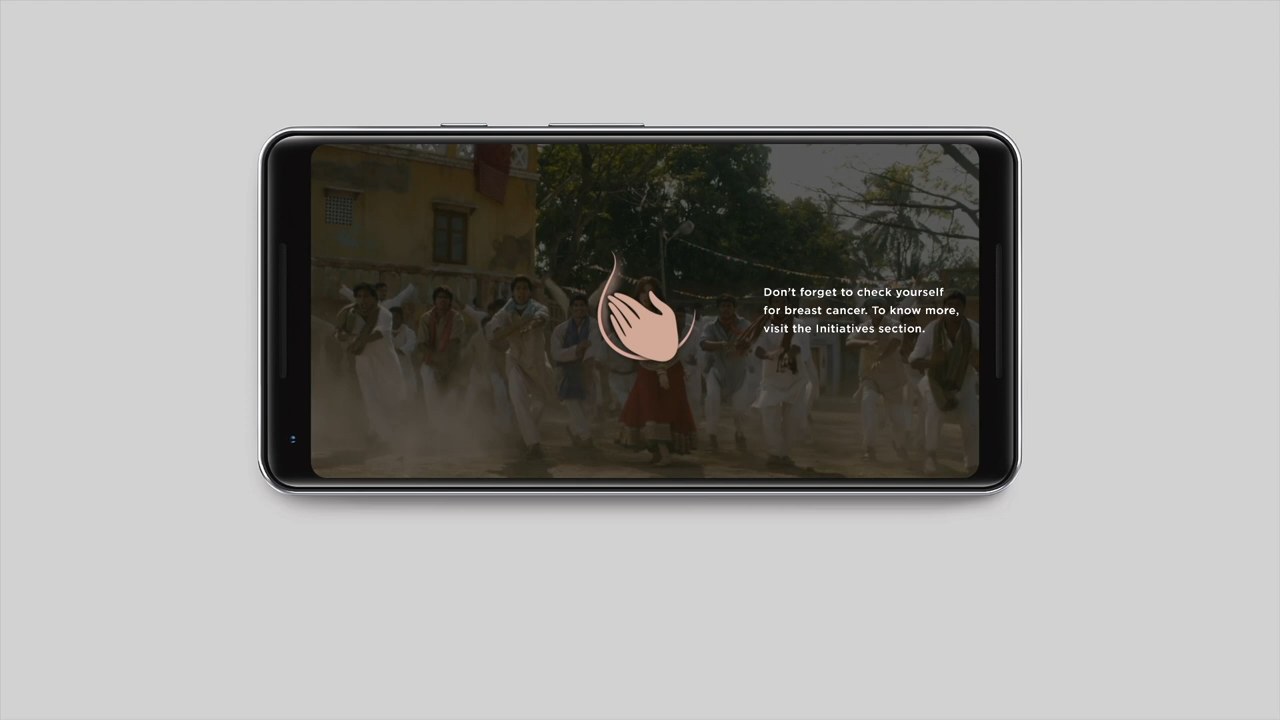 Don't forget to check yourself
for breast cancer. To know more,
visit the Initiatives section.